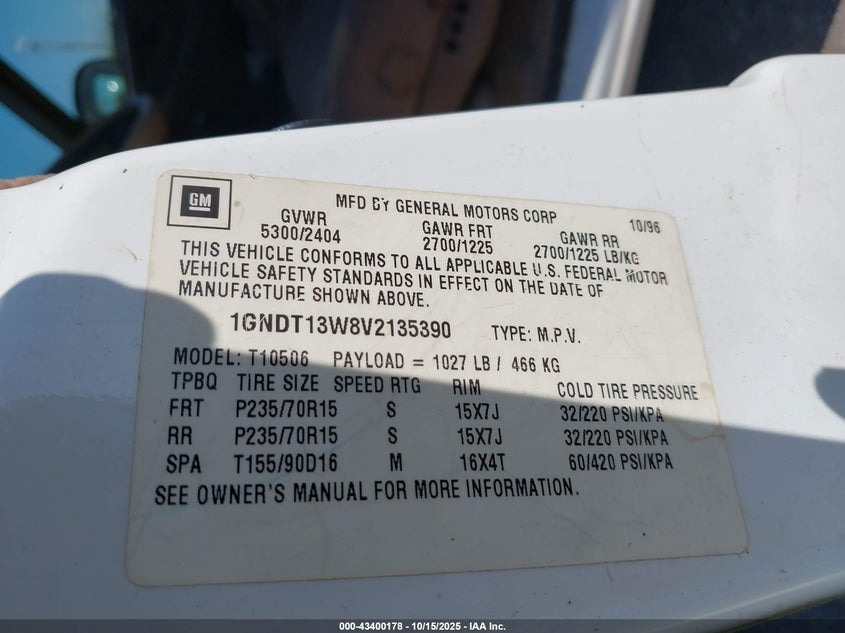 GM
MFD BY GENERAL MOTORS CORP 10/96
GVWR GAWR FRT GAWR RR
5300/2404 2700/1225 2700/1225 LB/KG
THIS VEHICLE CONFORMS TO ALL APPLICABLE U.S. FEDERAL MOTOR
VEHICLE SAFETY STANDARDS IN EFFECT ON THE DATE OF
MANUFACTURE SHOWN ABOVE.
1GNDT13W8V2135390 TYPE: M.P.V.
MODEL: T10506 PAYLOAD = 1027 LB / 466 KG
TPBQ TIRE SIZE SPEED RTG RIM COLD TIRE PRESSURE
FRT P235/70R15 S 15X7J 32/220 PSI/KPA
RR P235/70R15 S 15X7J 32/220 PSI/KPA
SPA T155/90D16 M 16X4T 60/420 PSI/KPA
SEE OWNER'S MANUAL FOR MORE INFORMATION.
000-43400178 - 10/15/2025 - IAA Inc.